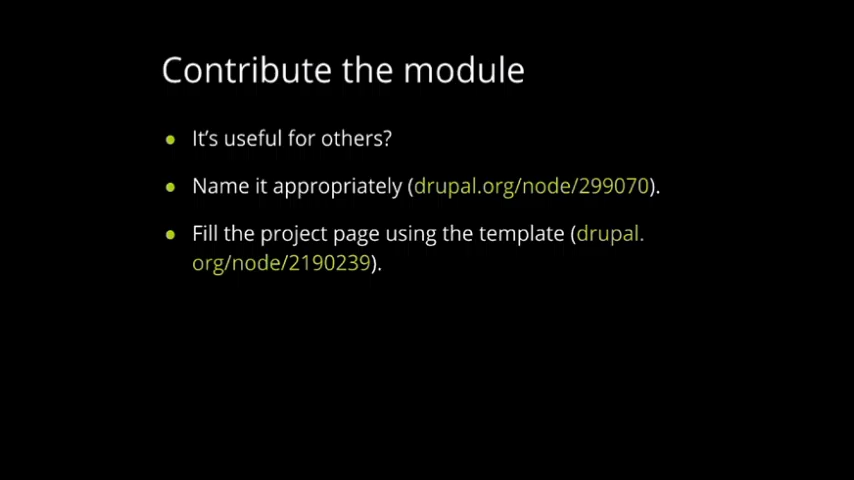 Contribute the module
● It's useful for others?
● Name it appropriately (drupal.org/node/299070).
● Fill the project page using the template (drupal.
org/node/2190239).